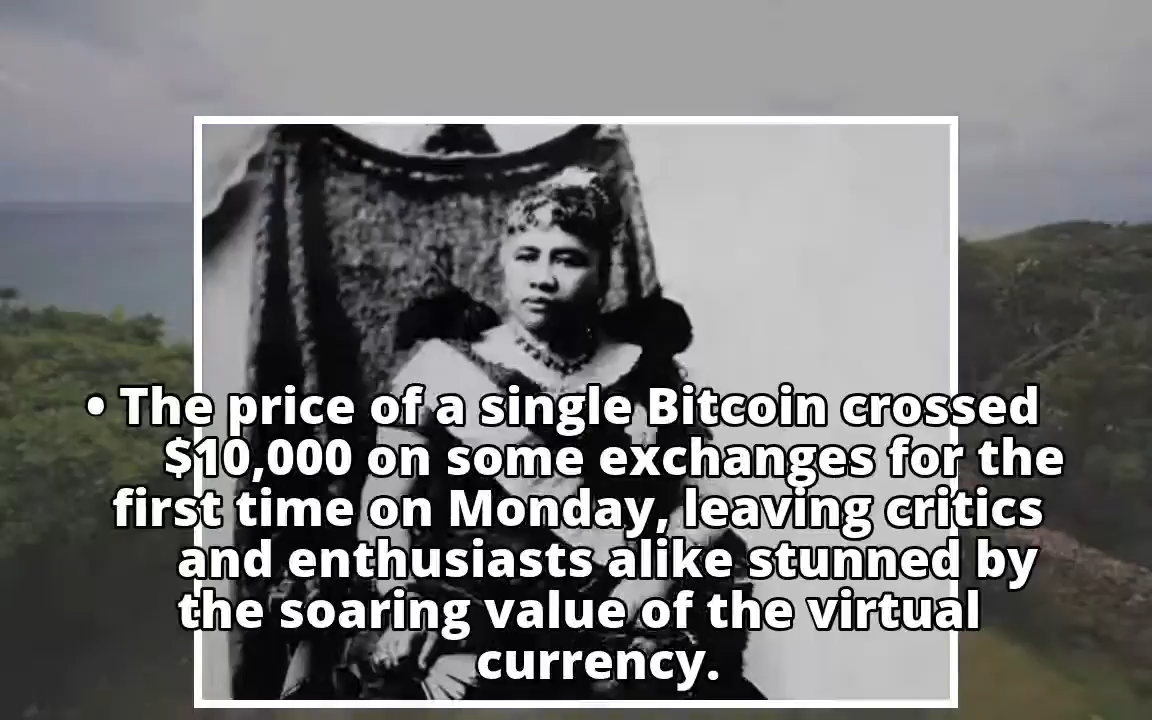 • The price of a single Bitcoin crossed
$10,000 on some exchanges for the
first time on Monday, leaving critics
and enthusiasts alike stunned by
the soaring value of the virtual
currency.